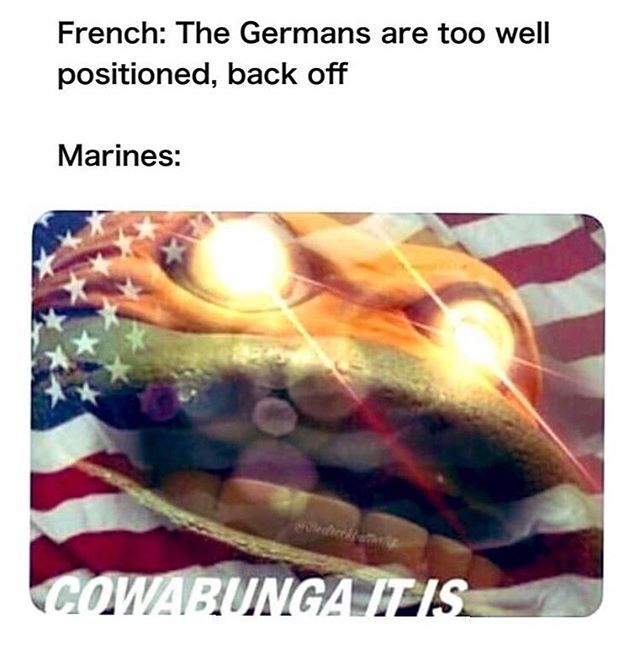 French: The Germans are too well
positioned, back off
Marines:
COWABUNGA IT IS